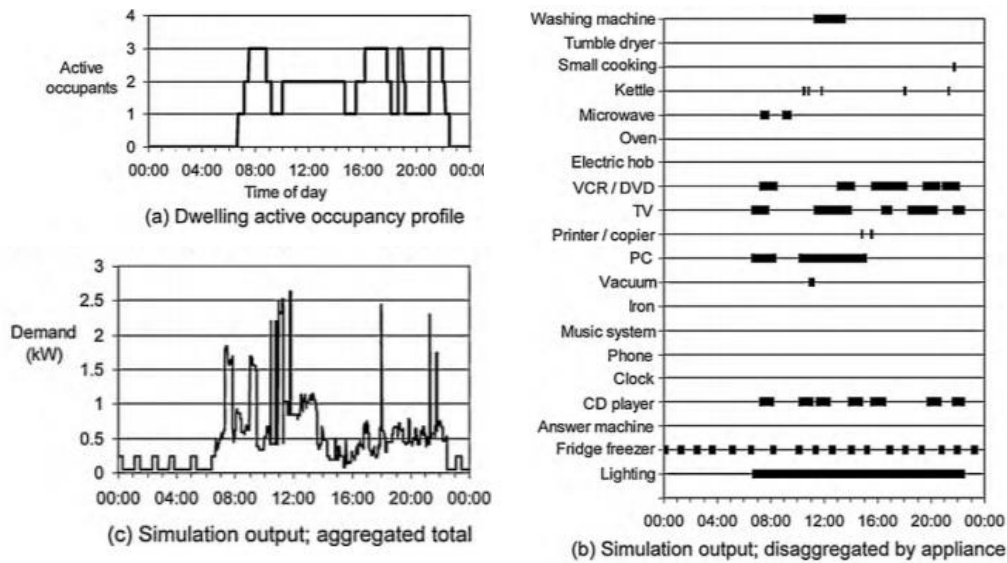 4
3
Active
occupants
2
1
0
00:00 04:00 08:00 12:00 16:00 20:00 00:00
Time of day
(a) Dwelling active occupancy profile
3
2.5
Demand
(kW)
2
1.5
1
0.5
0
00:00 04:00 08:00 12:00 16:00 20:00 00:00
(c) Simulation output; aggregated total
Washing machine
Tumble dryer
Small cooking
Kettle
Microwave
Oven
Electric hob
VCR / DVD
TV
Printer / copier
PC
Vacuum
Iron
Music system
Phone
Clock
CD player
Answer machine
Fridge freezer
Lighting
00:00 04:00 08:00 12:00 16:00 20:00 00:00
(b) Simulation output; disaggregated by appliance